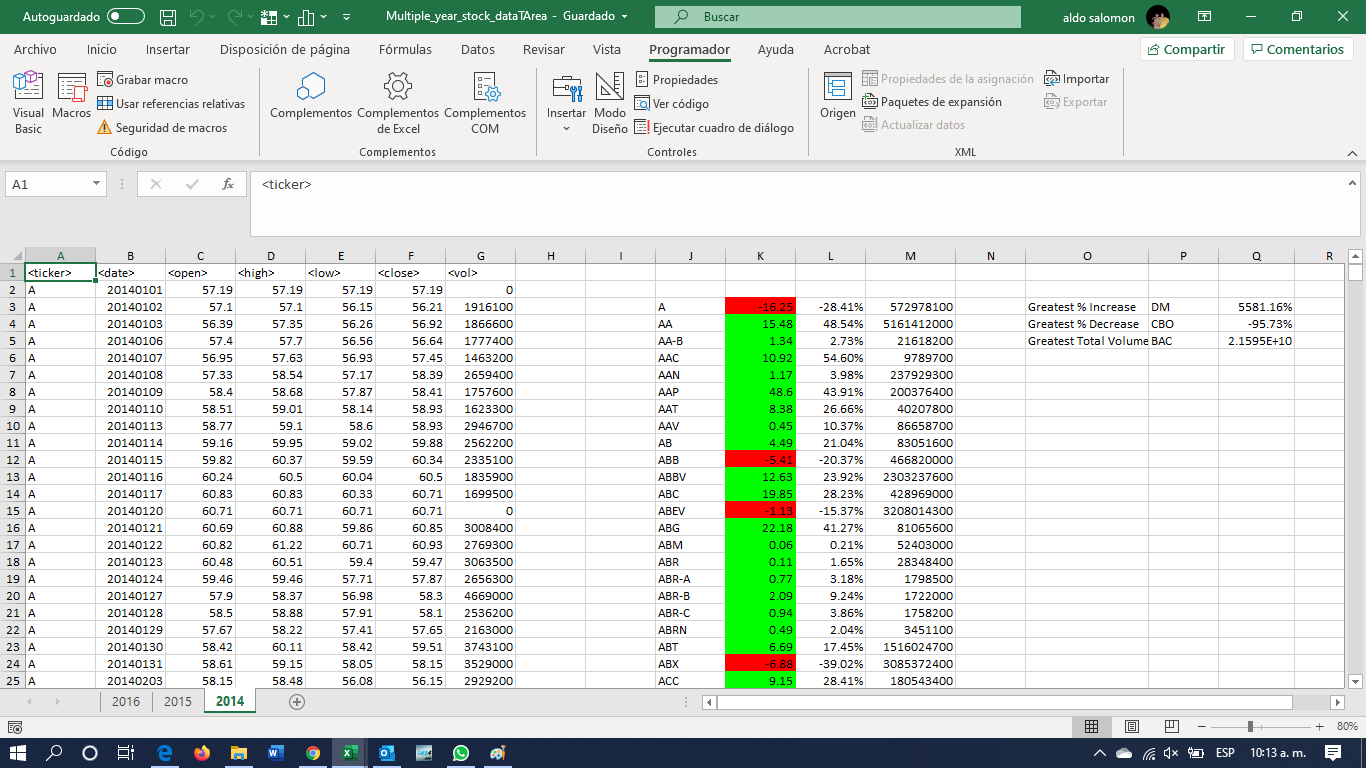 Autoguardado Multiple_year_stock_dataTArea - Guardado Buscar aldo salomon
Archivo Inicio Insertar Disposición de página Fórmulas Datos Revisar Vista Programador Ayuda Acrobat Compartir Comentarios
Visual Basic
Macros
Grabar macro
Usar referencias relativas
Seguridad de macros
Código
Complementos
Complementos de Excel
Complementos COM
Complementos
Insertar
Modo Diseño
Propiedades
Ver código
Ejecutar cuadro de diálogo
Controles
Origen
Propiedades de la asignación
Paquetes de expansión
Actualizar datos
Importar
Exportar
XML
A1 fx <ticker>
A B C D E F G H I J K L M N O P Q R
1 <ticker> <date> <open> <high> <low> <close> <vol>
2 A 20140101 57.19 57.19 57.19 57.19 0
3 A 20140102 57.1 57.1 56.15 56.21 1916100 A -16.25 -28.41% 572978100 Greatest % Increase DM 5581.16%
4 A 20140103 56.39 57.35 56.26 56.92 1866600 AA 15.48 48.54% 5161412000 Greatest % Decrease CBO -95.73%
5 A 20140106 57.4 57.7 56.56 56.64 1777400 AA-B 1.34 2.73% 21618200 Greatest Total Volume BAC 2.1595E+10
6 A 20140107 56.95 57.63 56.93 57.45 1463200 AAC 10.92 54.60% 9789700
7 A 20140108 57.33 58.54 57.17 58.39 2659400 AAN 1.17 3.98% 237929300
8 A 20140109 58.4 58.68 57.87 58.41 1757600 AAP 48.6 43.91% 200376400
9 A 20140110 58.51 59.01 58.14 58.93 1623300 AAT 8.38 26.66% 40207800
10 A 20140113 58.77 59.1 58.6 58.93 2946700 AAV 0.45 10.37% 86658700
11 A 20140114 59.16 59.95 59.02 59.88 2562200 AB 4.49 21.04% 83051600
12 A 20140115 59.82 60.37 59.59 60.34 2335100 ABB -5.41 -20.37% 466820000
13 A 20140116 60.24 60.5 60.04 60.5 1835900 ABBV 12.63 23.92% 2303237600
14 A 20140117 60.83 60.83 60.33 60.71 1699500 ABC 19.85 28.23% 428969000
15 A 20140120 60.71 60.71 60.71 60.71 0 ABEV -1.13 -15.37% 3208014300
16 A 20140121 60.69 60.88 59.86 60.85 3008400 ABG 22.18 41.27% 81065600
17 A 20140122 60.82 61.22 60.71 60.93 2769300 ABM 0.06 0.21% 52403000
18 A 20140123 60.48 60.51 59.4 59.47 3063500 ABR 0.11 1.65% 28348400
19 A 20140124 59.46 59.46 57.71 57.87 2656300 ABR-A 0.77 3.18% 1798500
20 A 20140127 57.9 58.37 56.98 58.3 4669000 ABR-B 2.09 9.24% 1722000
21 A 20140128 58.5 58.88 57.91 58.1 2536200 ABR-C 0.94 3.86% 1758200
22 A 20140129 57.67 58.22 57.41 57.65 2163000 ABRN 0.49 2.04% 3451100
23 A 20140130 58.42 60.11 58.42 59.51 3743100 ABT 6.69 17.45% 1516024700
24 A 20140131 58.61 59.15 58.05 58.15 3529000 ABX -6.88 -39.02% 3085372400
25 A 20140203 58.15 58.48 56.08 56.15 2929200 ACC 9.15 28.41% 180543400
2016 2015 2014
80%
ESP 10:13 a. m.